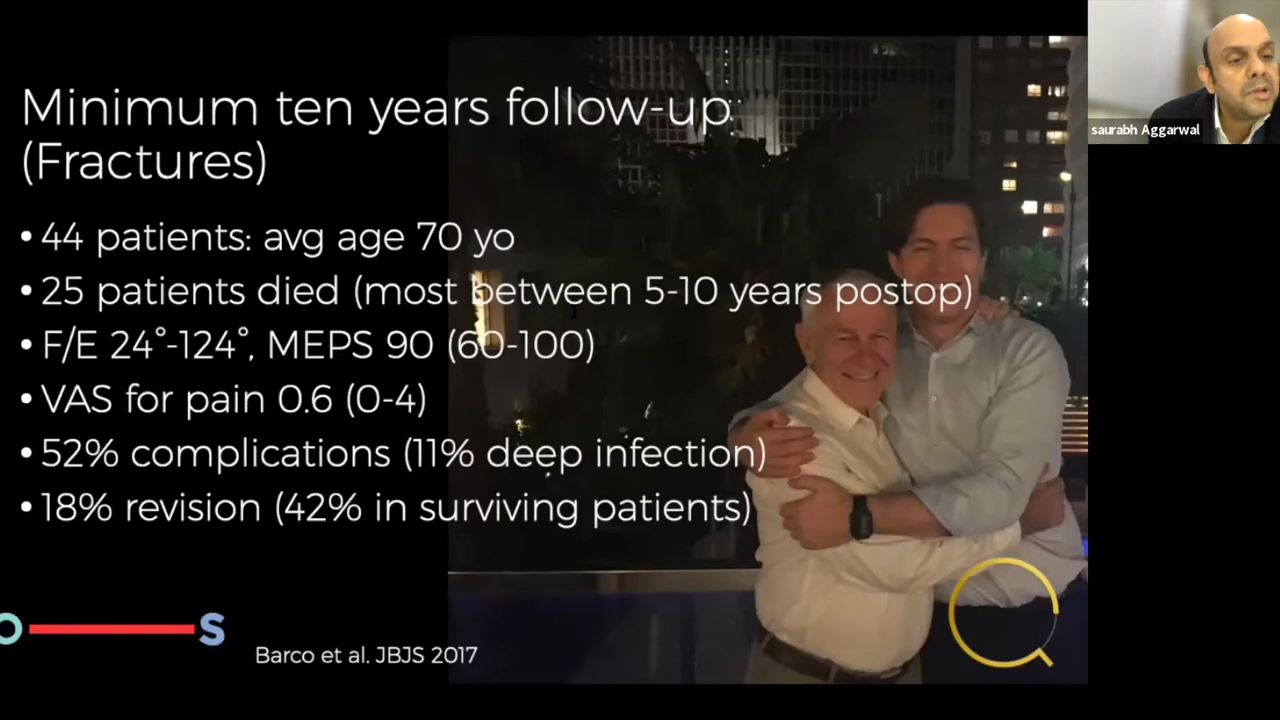 Minimum ten years follow-up:
(Fractures)
• 44 patients: avg age 70 yo
• 25 patients died (most between 5-10 years postop)
• F/E 24°-124°, MEPS 90 (60-100)
• VAS for pain 0.6 (0-4)
• 52% complications (11% deep infection)
• 18% revision (42% in surviving patients)
O S
Barco et al. JBJS 2017
saurabh Aggarwal